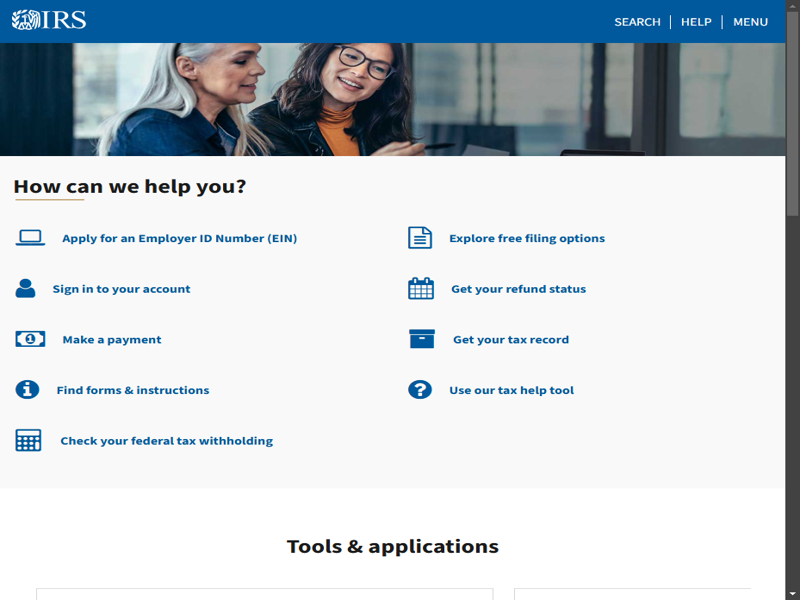 IRS
SEARCH
HELP
MENU
How can we help you?
Apply for an Employer ID Number (EIN)
Explore free filing options
Sign in to your account
Get your refund status
Make a payment
Get your tax record
Find forms & instructions
Use our tax help tool
Check your federal tax withholding
Tools & applications